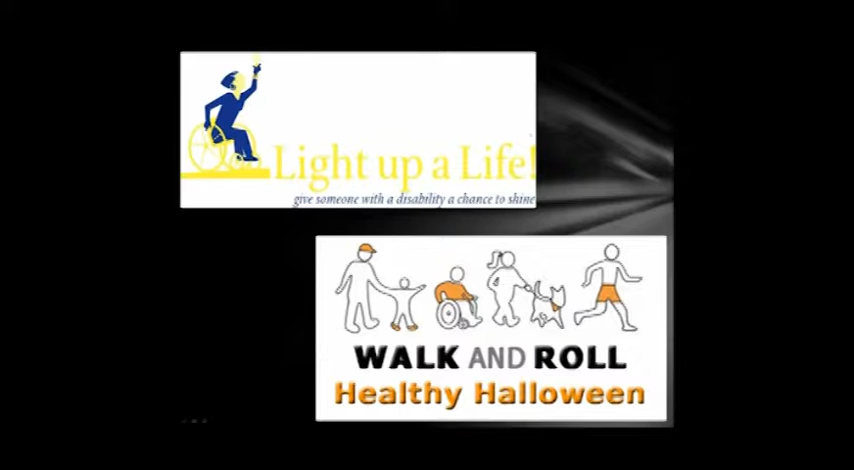 Light up a Life!
give someone with a disability a chance to shine
WALK AND ROLL
Healthy Halloween